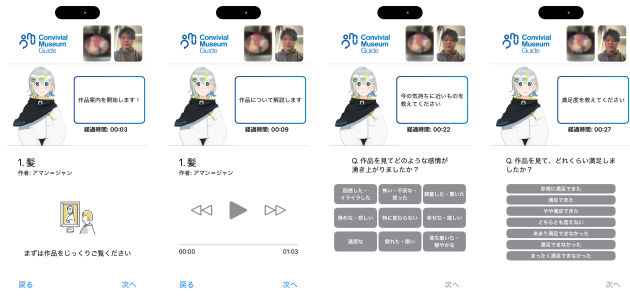 Convivial
Museum
Guide
作品案内を開始します！
経過時間: 00:03
1. 髪
作者: アマン＝ジャン
まずは作品をじっくりご覧ください
戻る
次へ
Convivial
Museum
Guide
作品について解説します
経過時間: 00:09
1. 髪
作者: アマン＝ジャン
00:00
01:03
戻る
次へ
Convivial
Museum
Guide
今の気持ちに近いものを
教えてください
経過時間: 00:22
Q. 作品を見てどのような感情が
湧き上がりましたか？
困惑した・
イライラした
怖い・不安な・
怒った
興奮した・驚いた
惨めな・悲しい
特に変わらない
幸せな・嬉しい
退屈な
疲れた・眠い
落ち着いた・
穏やかな
次へ
Convivial
Museum
Guide
満足度を教えてください
経過時間: 00:27
Q. 作品を見て、どれくらい満足しま
したか？
非常に満足できた
満足できた
やや満足できた
どちらとも言えない
あまり満足できなかった
満足できなかった
まったく満足できなかった
次へ